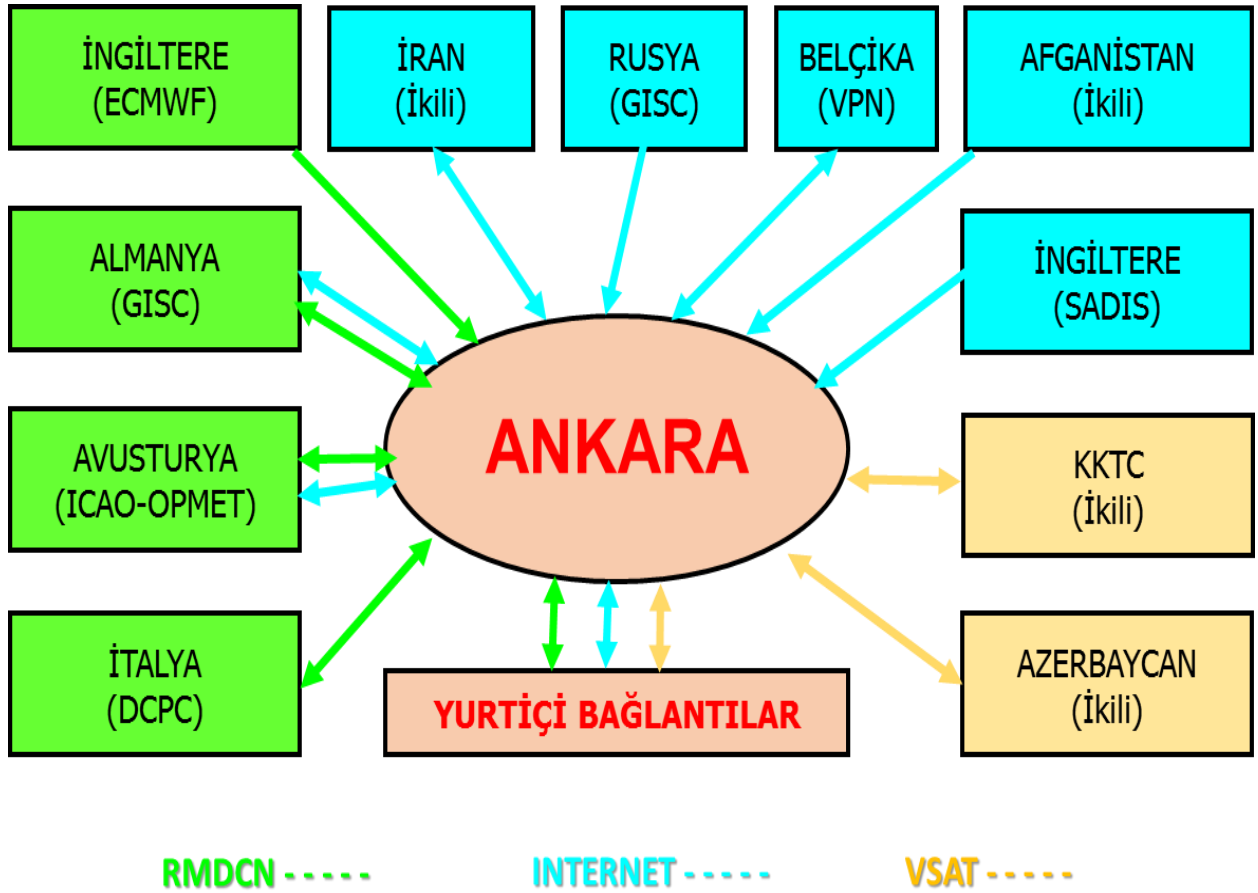 İNGİLTERE
(ECMWF)
İRAN
(İkili)
RUSYA
(GISC)
BELÇİKA
(VPN)
AFGANİSTAN
(İkili)
ALMANYA
(GISC)
İNGİLTERE
(SADIS)
ANKARA
AVUSTURYA
(ICAO-OPMET)
KKTC
(İkili)
İTALYA
(DCPC)
YURTİÇİ BAĞLANTILAR
AZERBAYCAN
(İkili)
RMDCN - - - - -
INTERNET - - - - -
VSAT - - - - -